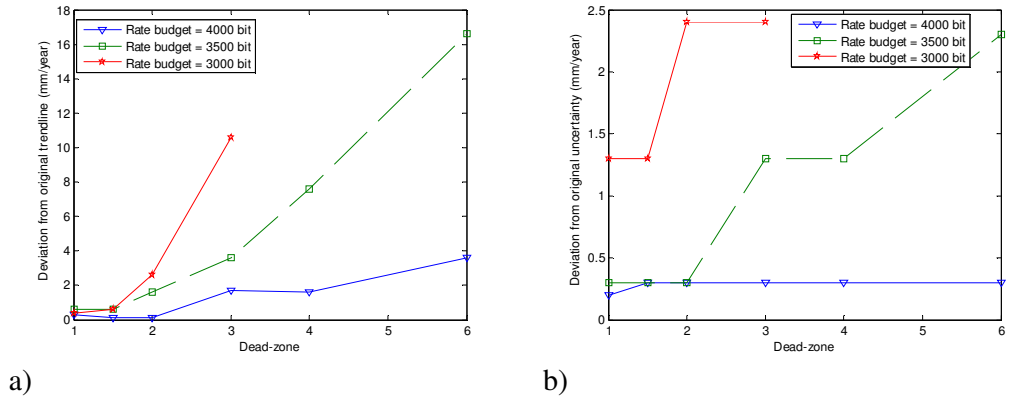 18
16
14
12
10
8
6
4
2
0
Deviation from original trendline (mm/year)
Rate budget = 4000 bit
Rate budget = 3500 bit
Rate budget = 3000 bit
1 2 3 4 5 6
Dead-zone
a)
2.5
2
1.5
1
0.5
0
Deviation from original uncertainty (mm/year)
Rate budget = 4000 bit
Rate budget = 3500 bit
Rate budget = 3000 bit
1 2 3 4 5 6
Dead-zone
b)